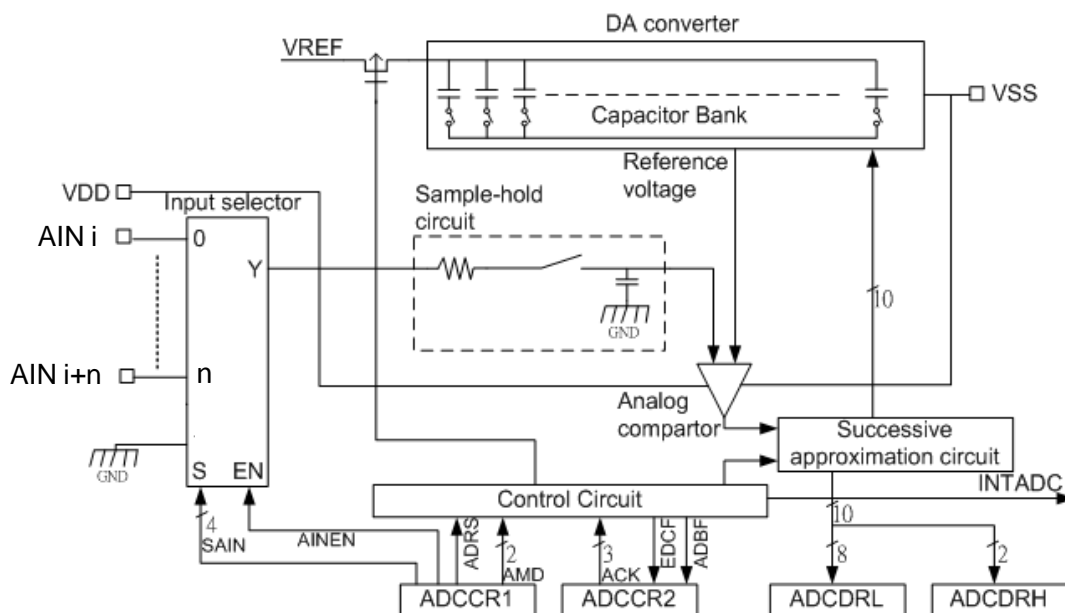 DA converter
VREF
Capacitor Bank
VSS
Reference
voltage
VDD
Input selector
Sample-hold
circuit
AIN i
0
Y
10
GND
AIN i+n
n
Analog
compartor
Successive
approximation circuit
GND
S EN
Control Circuit
INTADC
4
SAIN
AINEN
ADRS
2
AMD
3
ACK
EDCF
ADBF
10
8
2
ADCCR1
ADCCR2
ADCDRL
ADCDRH